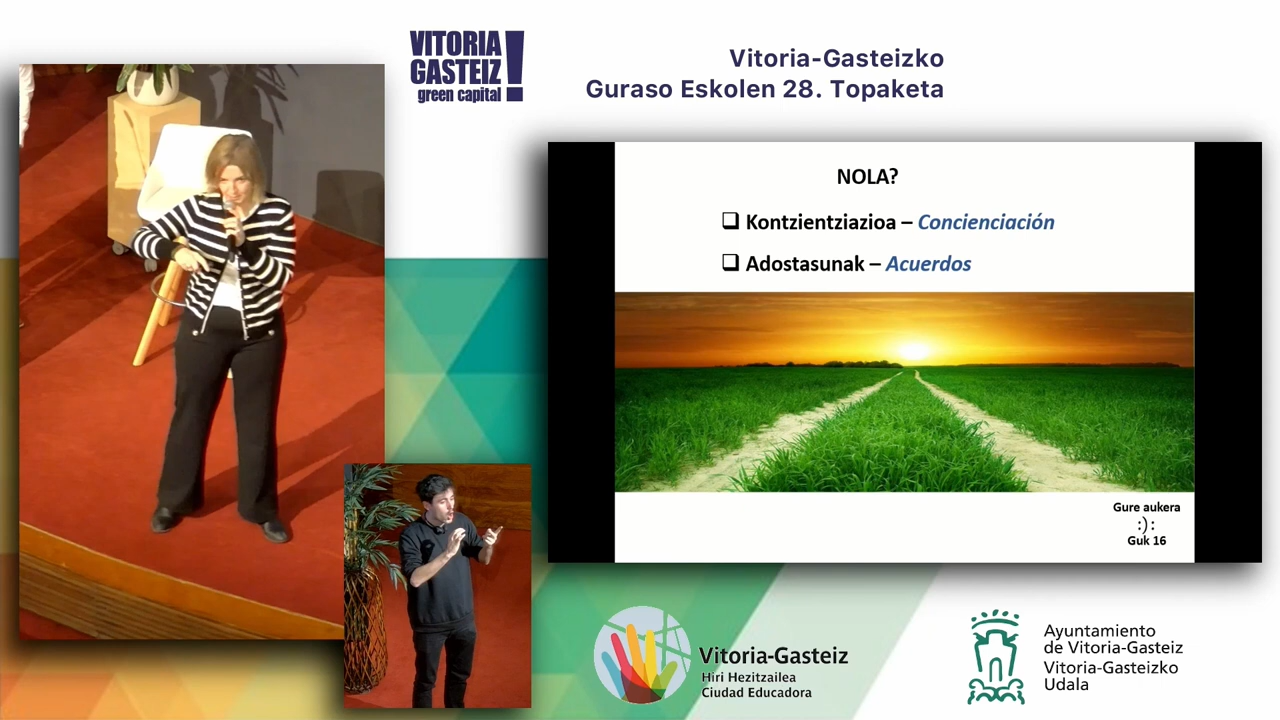 VITORIA
GASTEIZ
green capital
Vitoria-Gasteizko
Guraso Eskolen 28. Topaketa
NOLA?
Kontzientziazioa – Concienciación
Adostasunak – Acuerdos
Gure aukera
:) :
Guk 16
Vitoria-Gasteiz
Hiri Hezitzailea
Ciudad Educadora
Ayuntamiento
de Vitoria-Gasteiz
Vitoria-Gasteizko
Udala